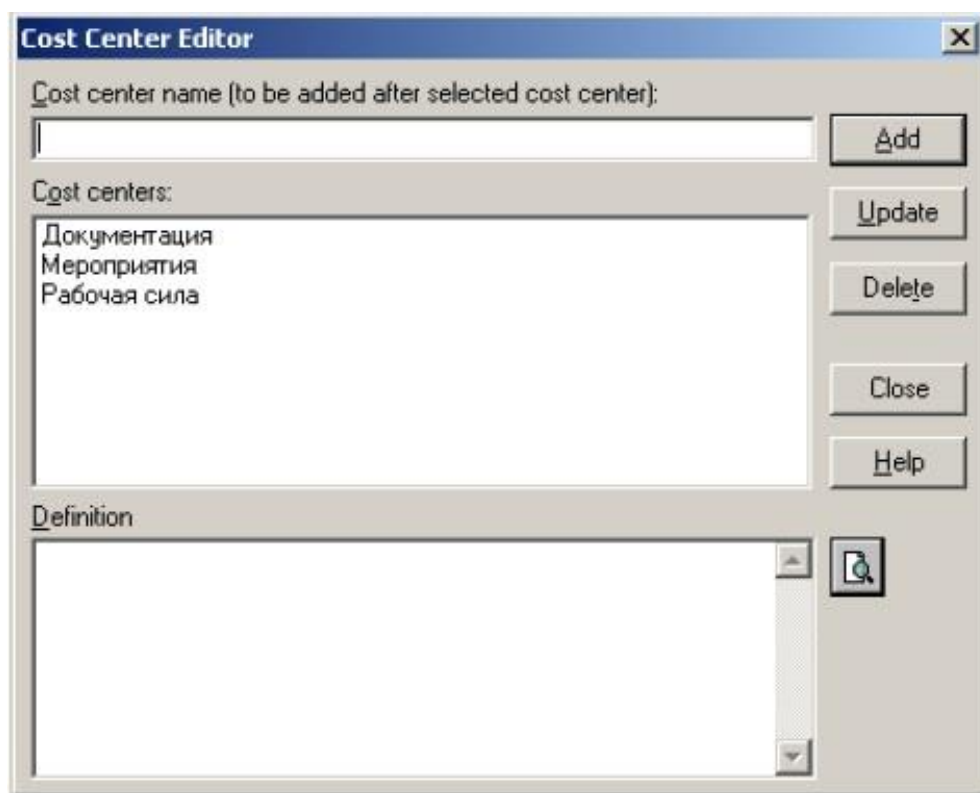 Cost Center Editor
Cost center name (to be added after selected cost center):
Add
Cost centers:
Update
Документация
Мероприятия
Рабочая сила
Delete
Close
Help
Definition